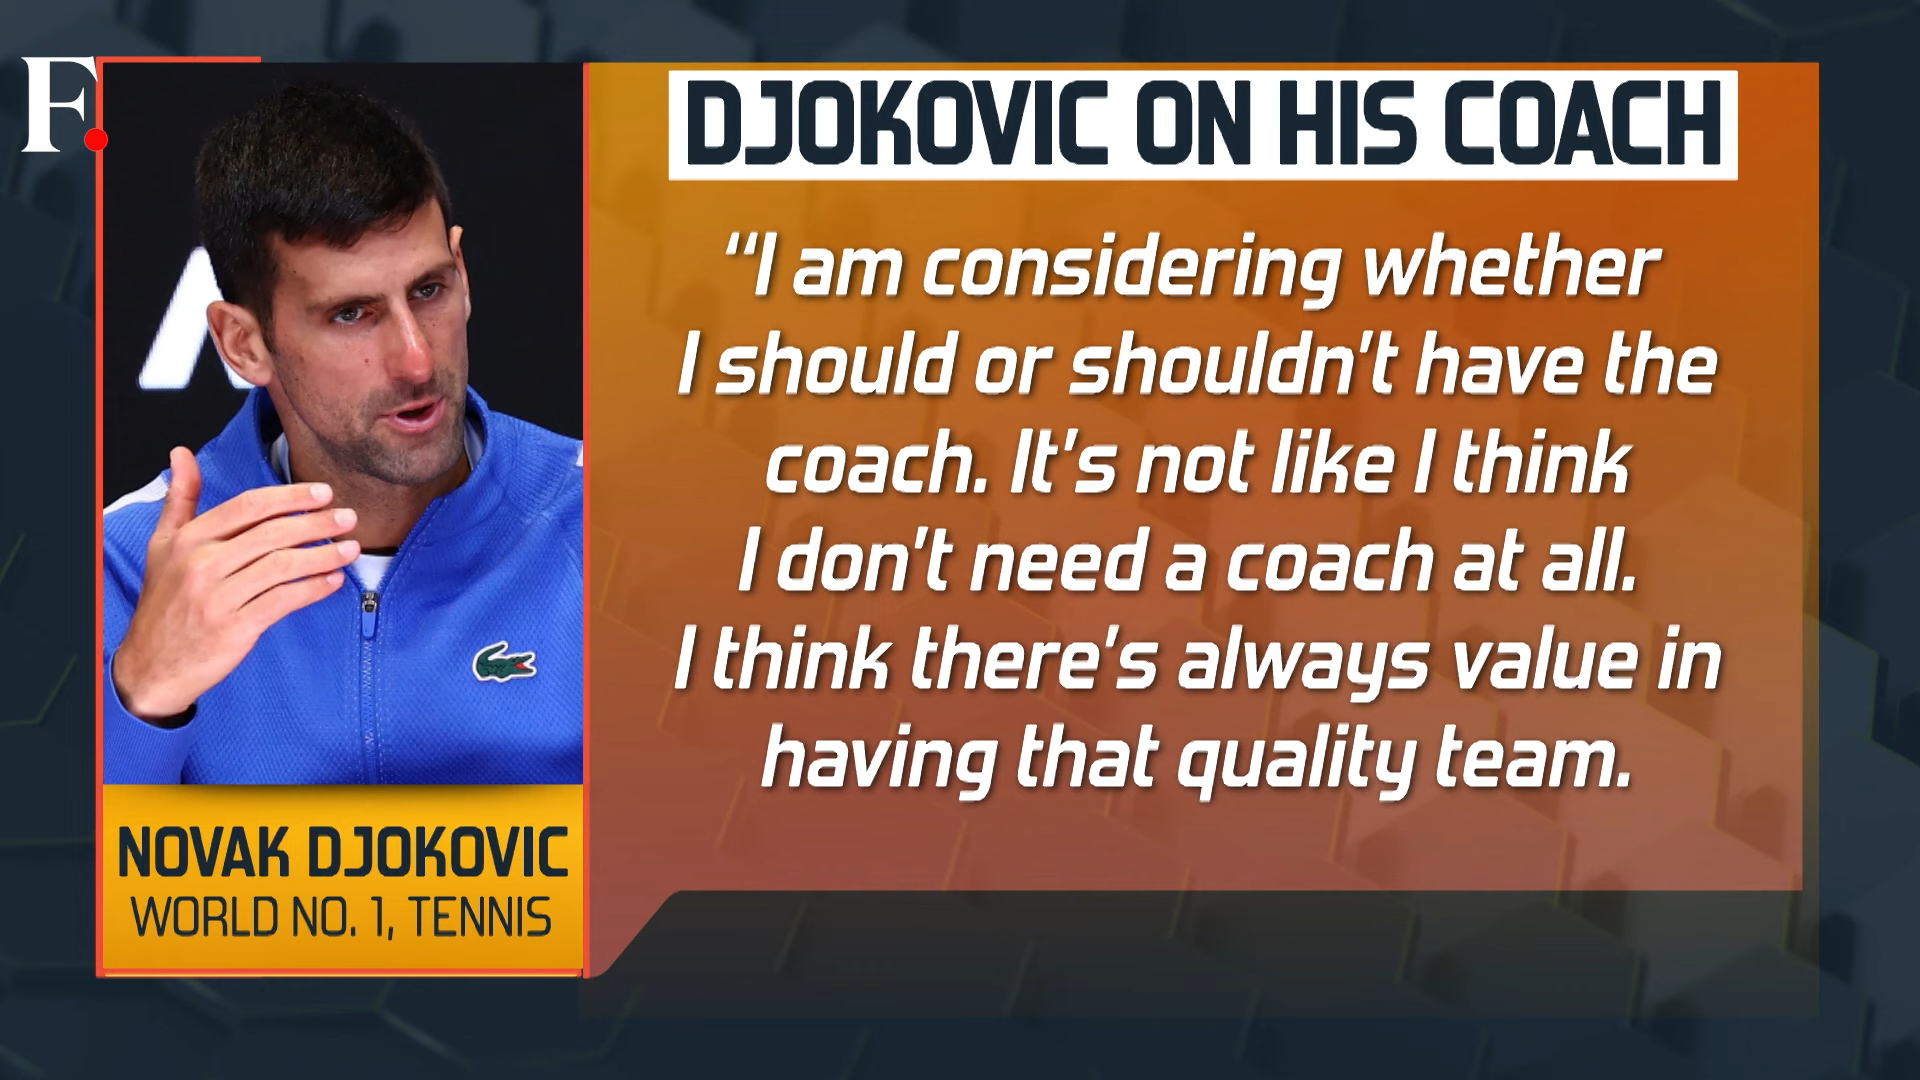 F.
DJOKOVIC ON HIS COACH
“I am considering whether
I should or shouldn't have the
coach. It's not like I think
I don't need a coach at all.
I think there's always value in
having that quality team.
NOVAK DJOKOVIC
WORLD NO. 1, TENNIS